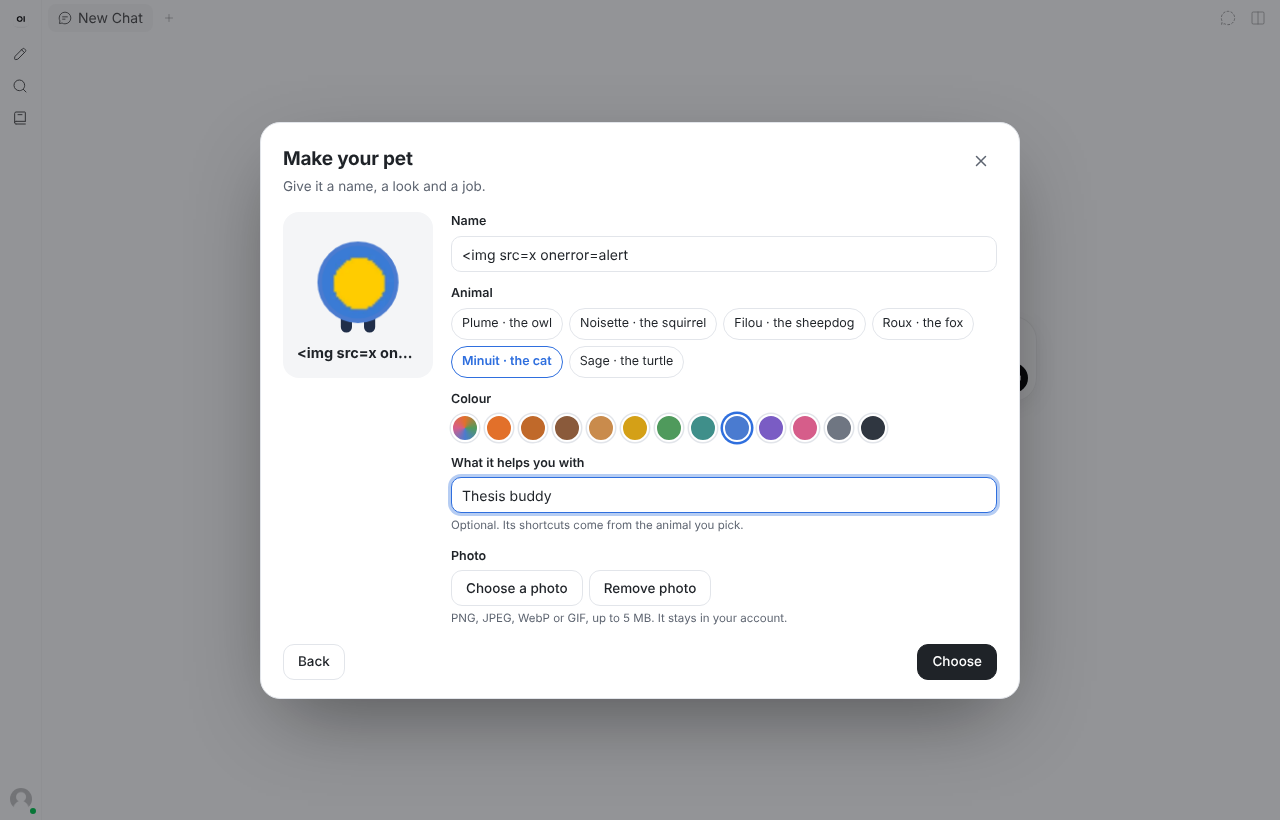 OI
New Chat
Make your pet
Give it a name, a look and a job.
<img src=x on...
Name
<img src=x onerror=alert
Animal
Plume · the owl
Noisette · the squirrel
Filou · the sheepdog
Roux · the fox
Minuit · the cat
Sage · the turtle
Colour
What it helps you with
Thesis buddy
Optional. Its shortcuts come from the animal you pick.
Photo
Choose a photo
Remove photo
PNG, JPEG, WebP or GIF, up to 5 MB. It stays in your account.
Back
Choose